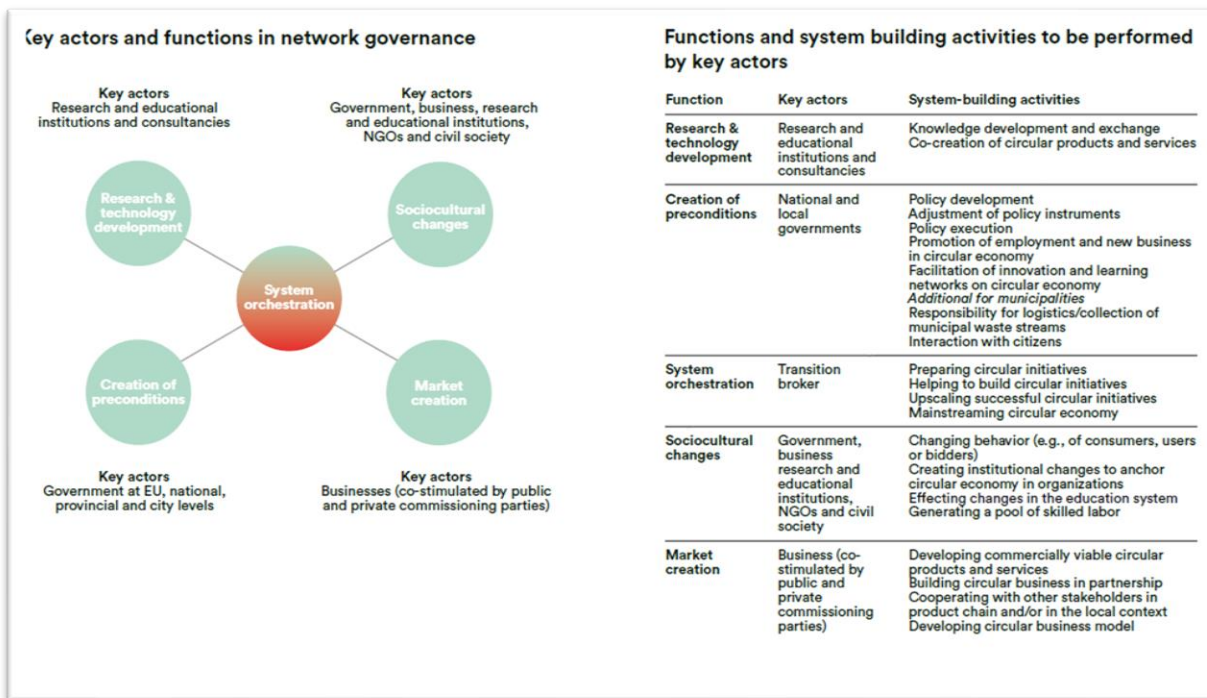 Key actors and functions in network governance
Key actors
Research and educational
institutions and consultancies
Key actors
Government, business, research
and educational institutions,
NGOs and civil society
Research &
technology
development
Sociocultural
changes
System
orchestration
Creation of
preconditions
Market
creation
Key actors
Government at EU, national,
provincial and city levels
Key actors
Businesses (co-stimulated by public
and private commissioning parties)
Functions and system building activities to be performed
by key actors
Function Key actors System-building activities
Research &
technology
development
Research and
educational
institutions and
consultancies
Knowledge development and exchange
Co-creation of circular products and services
Creation of
preconditions
National and
local
governments
Policy development
Adjustment of policy instruments
Policy execution
Promotion of employment and new business
in circular economy
Facilitation of innovation and learning
networks on circular economy
Additional for municipalities
Responsibility for logistics/collection of
municipal waste streams
Interaction with citizens
System
orchestration
Transition
broker
Preparing circular initiatives
Helping to build circular initiatives
Upscaling successful circular initiatives
Mainstreaming circular economy
Sociocultural
changes
Government,
business
research and
educational
institutions,
NGOs and civil
society
Changing behavior (e.g., of consumers, users
or bidders)
Creating institutional changes to anchor
circular economy in organizations
Effecting changes in the education system
Generating a pool of skilled labor
Market
creation
Business (co-
stimulated by
public and
private
commissioning
parties)
Developing commercially viable circular
products and services
Building circular business in partnership
Cooperating with other stakeholders in
product chain and/or in the local context
Developing circular business model